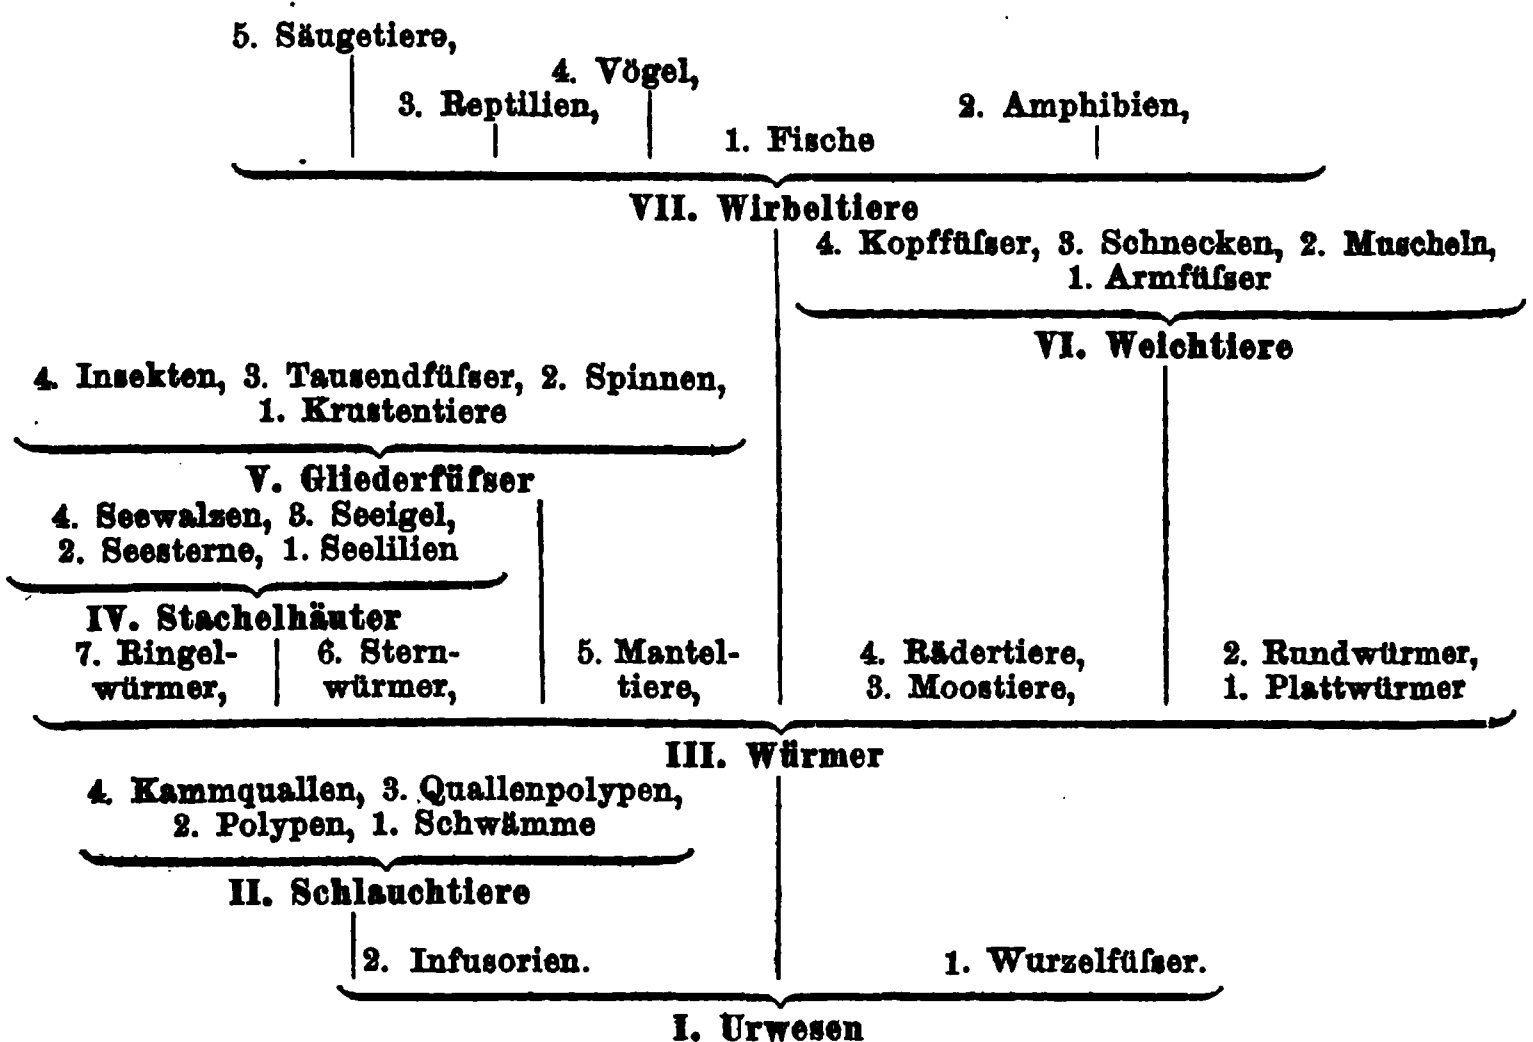 5. Säugetiere,
4. Vögel,
3. Reptilien,
2. Amphibien,
1. Fische
VII. Wirbeltiere
4. Kopffüſser, 3. Schnecken, 2. Muscheln,
1. Armfüſser
VI. Weichtiere
4. Insekten, 3. Tausendfüſser, 2. Spinnen,
1. Krustentiere
V. Gliederfüſser
4. Seewalzen, 3. Seeigel,
2. Seesterne, 1. Seelilien
IV. Stachelhäuter
7. Ringel-
würmer,
6. Stern-
würmer,
5. Mantel-
tiere,
4. Rädertiere,
3. Moostiere,
2. Rundwürmer,
1. Plattwürmer
III. Würmer
4. Kammquallen, 3. Quallenpolypen,
2. Polypen, 1. Schwämme
II. Schlauchtiere
2. Infusorien.
1. Wurzelfüſser.
I. Urwesen